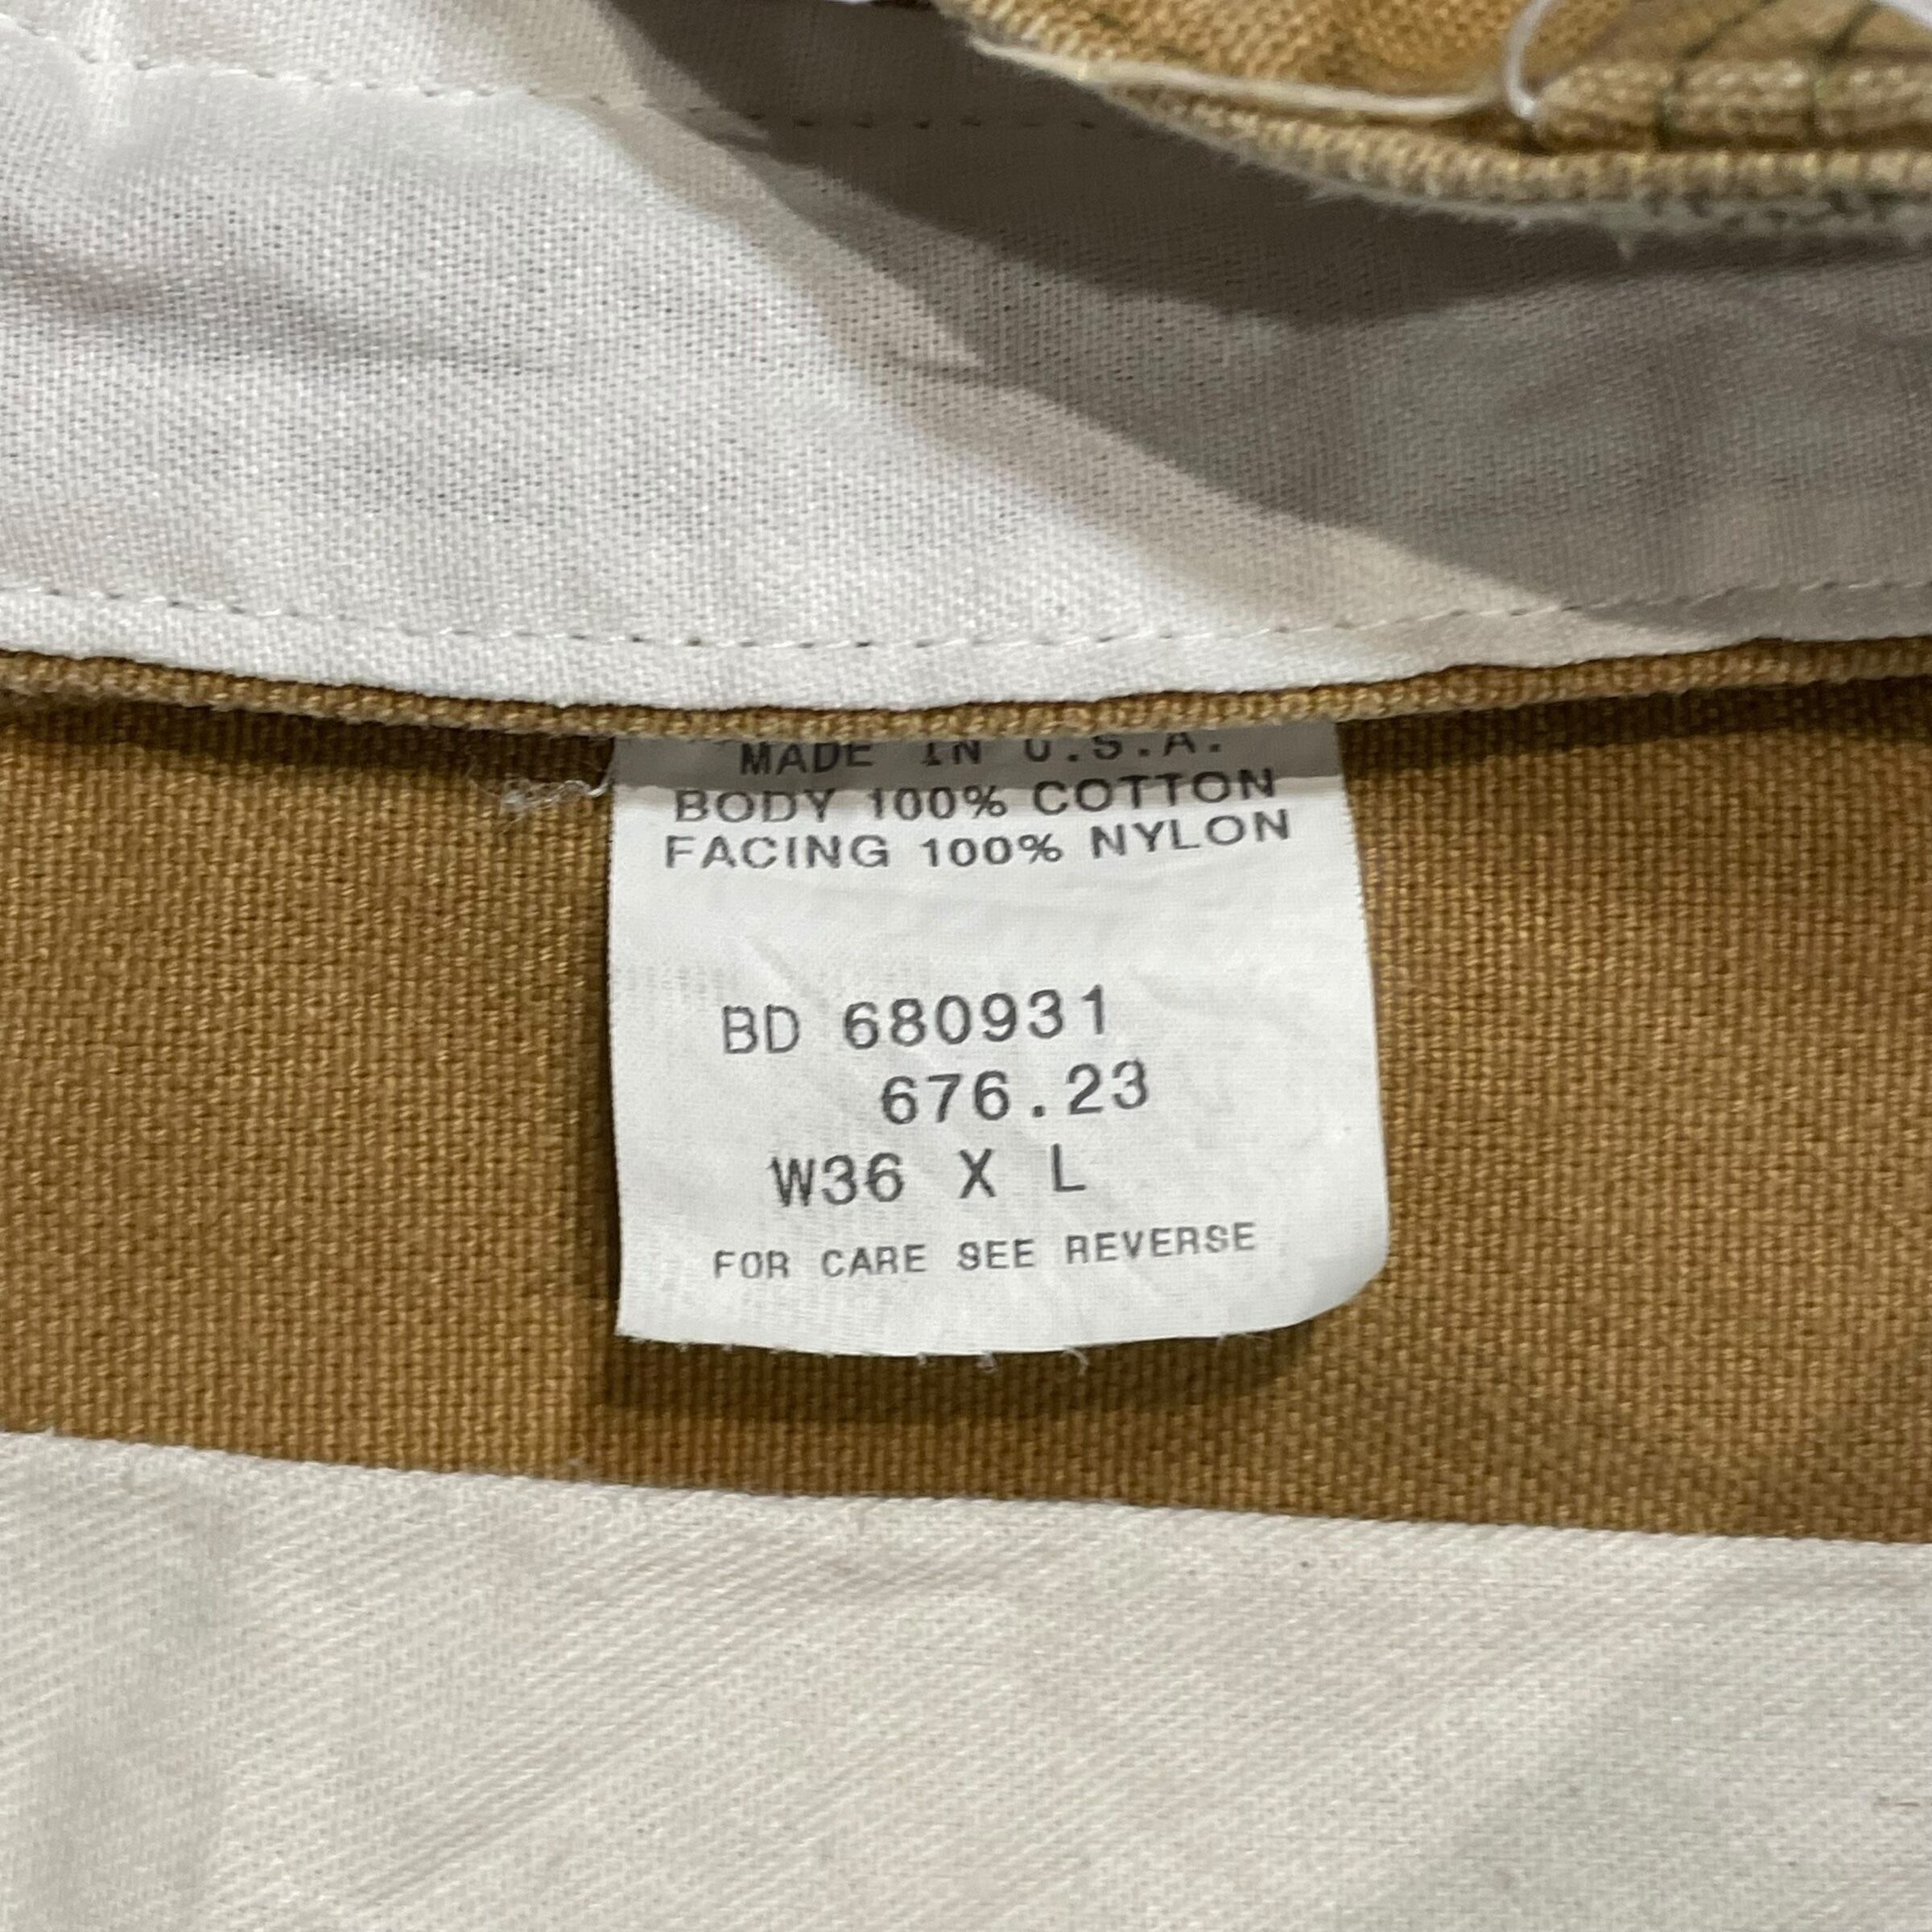 MADE IN U.S.A.
BODY 100% COTTON
FACING 100% NYLON
BD 680931
676.23
W36 X L
FOR CARE SEE REVERSE